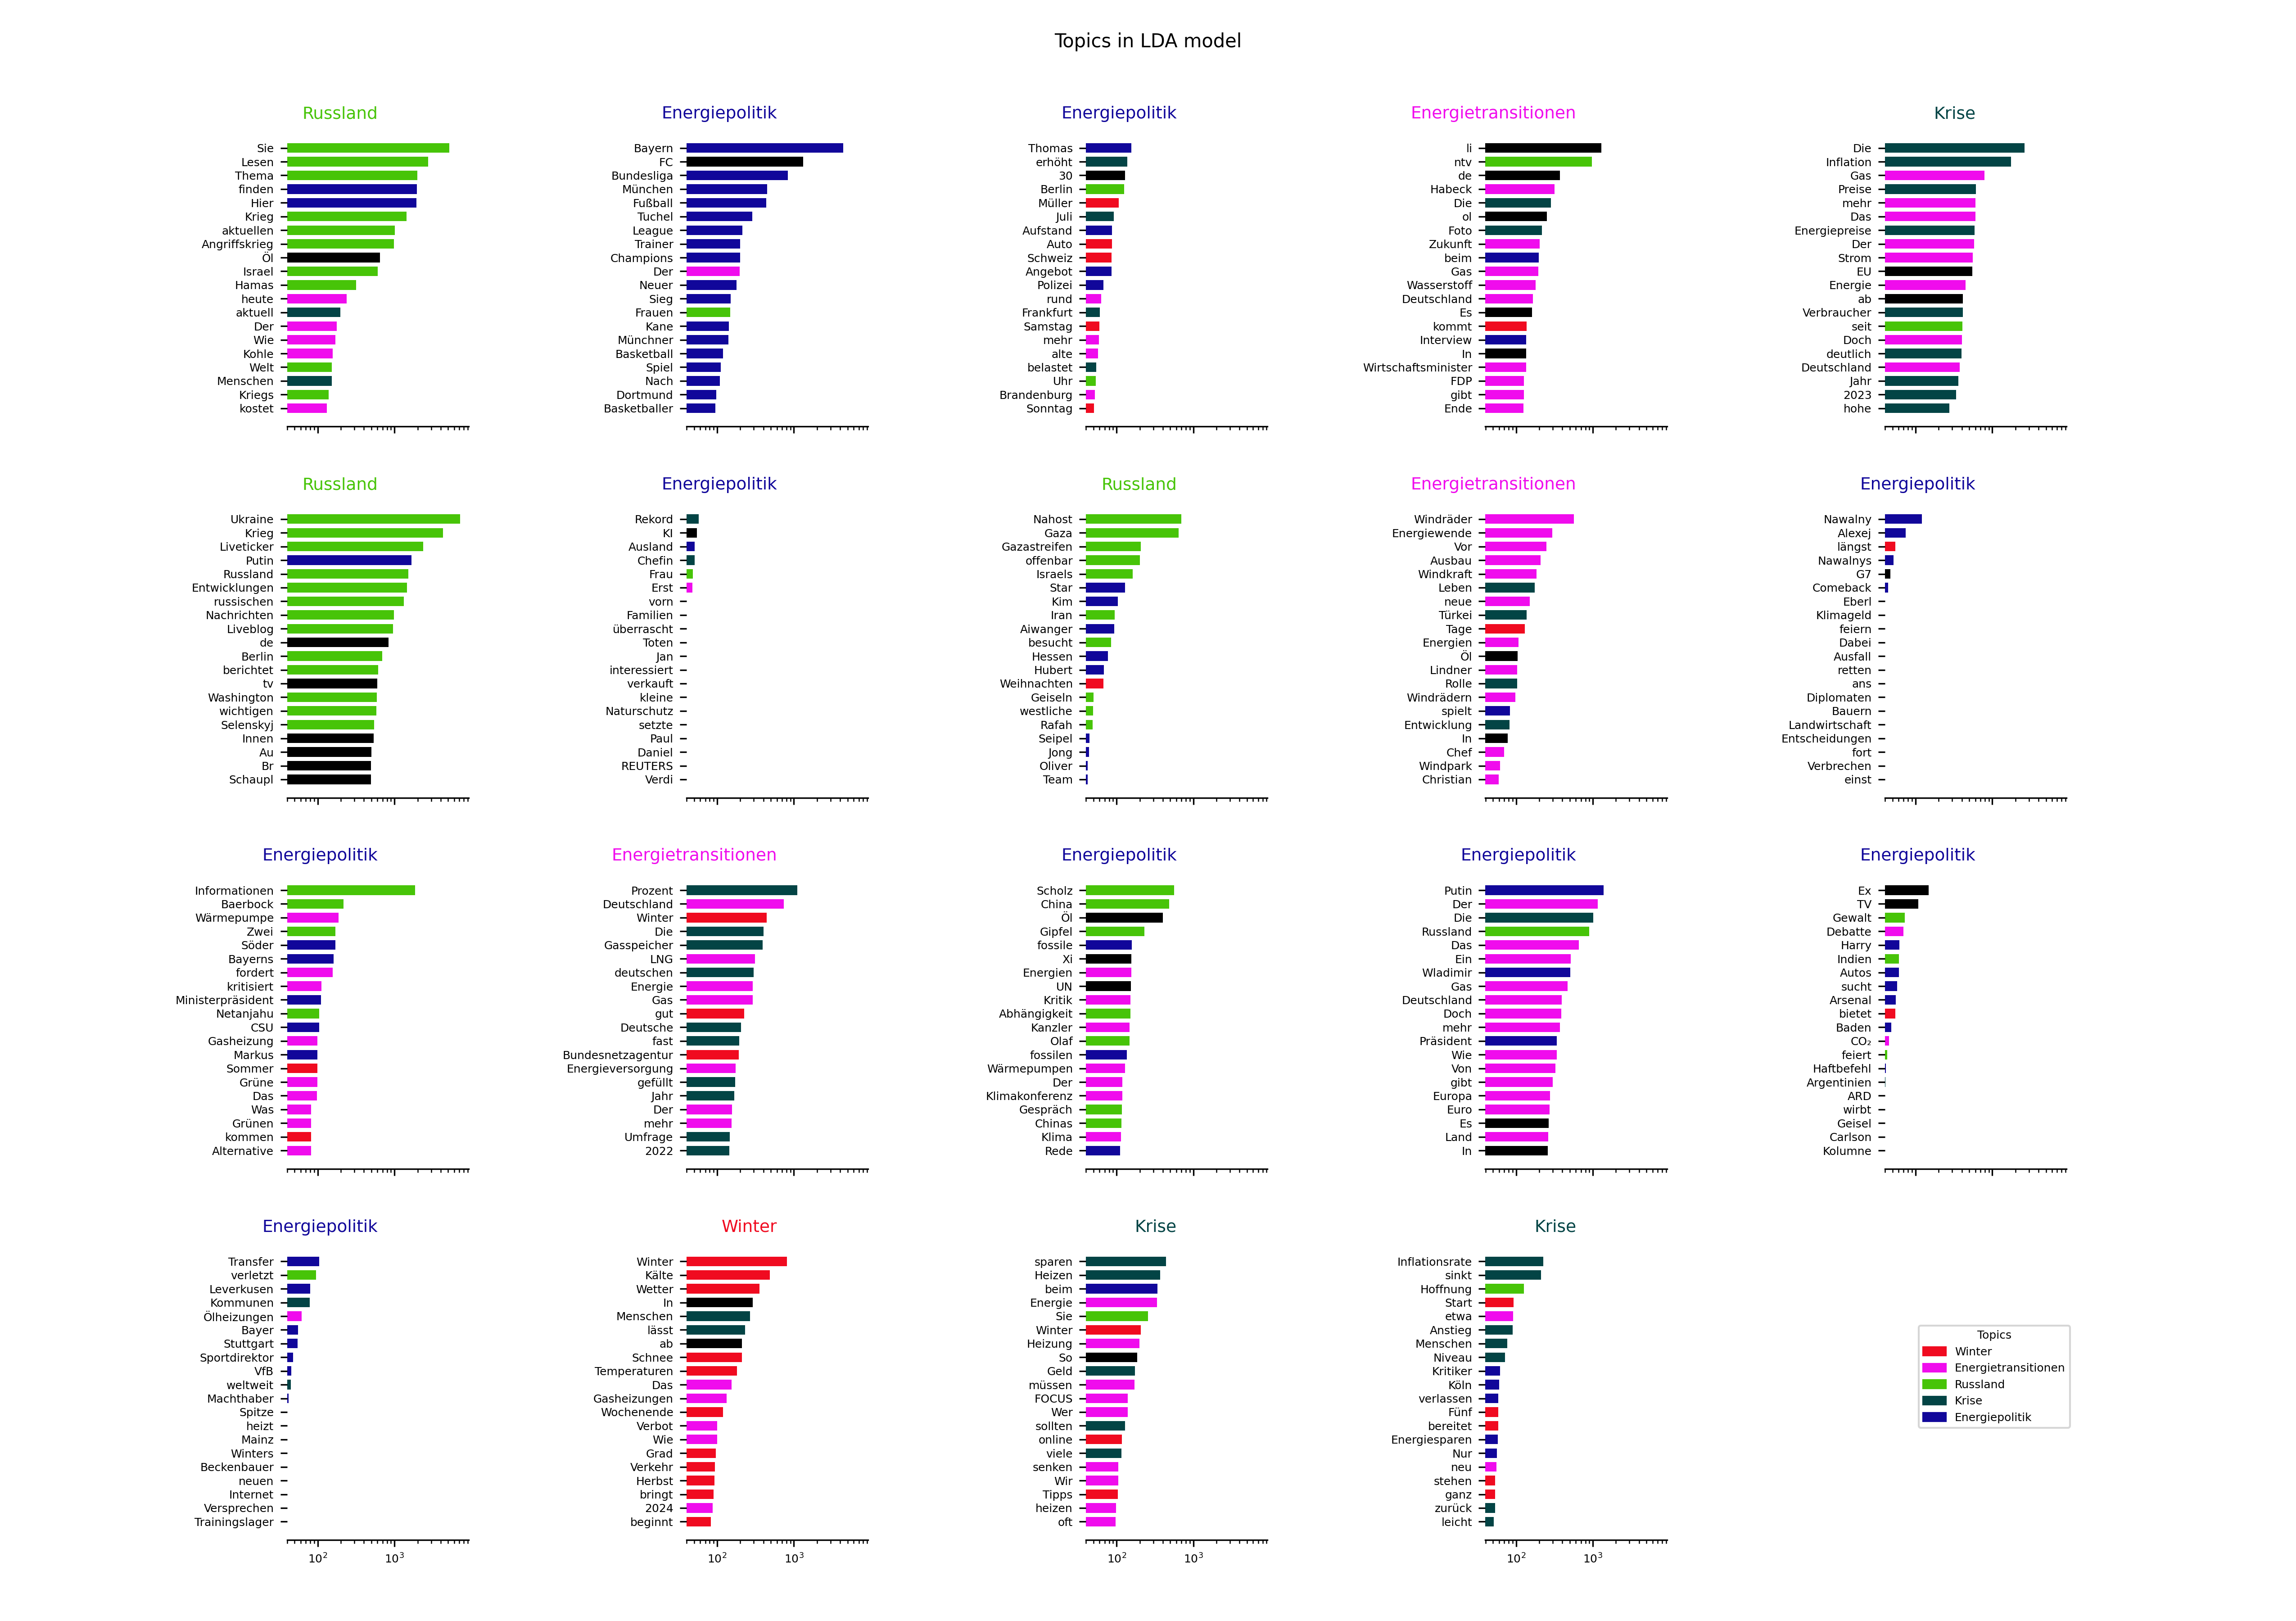 Topics in LDA model
Russland
Sie
Lesen
Thema
finden
Hier
Krieg
aktuellen
Angriffskrieg
Öl
Israel
Hamas
heute
aktuell
Der
Wie
Kohle
Welt
Menschen
Kriegs
kostet
Energiepolitik
Bayern
FC
Bundesliga
München
Fußball
Tuchel
League
Trainer
Champions
Der
Neuer
Sieg
Frauen
Kane
Münchner
Basketball
Spiel
Nach
Dortmund
Basketballer
Energiepolitik
Thomas
erhöht
30
Berlin
Müller
Juli
Aufstand
Auto
Schweiz
Angebot
Polizei
rund
Frankfurt
Samstag
mehr
alte
belastet
Uhr
Brandenburg
Sonntag
Energietransitionen
li
ntv
de
Habeck
Die
ol
Foto
Zukunft
beim
Gas
Wasserstoff
Deutschland
Es
kommt
Interview
In
Wirtschaftsminister
FDP
gibt
Ende
Krise
Die
Inflation
Gas
Preise
mehr
Das
Energiepreise
Der
Strom
EU
Energie
ab
Verbraucher
seit
Doch
deutlich
Deutschland
Jahr
2023
hohe
Russland
Ukraine
Krieg
Liveticker
Putin
Russland
Entwicklungen
russischen
Nachrichten
Liveblog
de
Berlin
berichtet
tv
Washington
wichtigen
Selenskyj
Innen
Au
Br
Schaupl
Energiepolitik
Rekord
KI
Ausland
Chefin
Frau
Erst
vorn
Familien
überrascht
Toten
Jan
interessiert
verkauft
kleine
Naturschutz
setzte
Paul
Daniel
REUTERS
Verdi
Russland
Nahost
Gaza
Gazastreifen
offenbar
Israels
Star
Kim
Iran
Aiwanger
besucht
Hessen
Hubert
Weihnachten
Geiseln
westliche
Rafah
Seipel
Jong
Oliver
Team
Energietransitionen
Windräder
Energiewende
Vor
Ausbau
Windkraft
Leben
neue
Türkei
Tage
Energien
Öl
Lindner
Rolle
Windrädern
spielt
Entwicklung
In
Chef
Windpark
Christian
Energiepolitik
Nawalny
Alexej
längst
Nawalnys
G7
Comeback
Eberl
Klimageld
feiern
Dabei
Ausfall
retten
ans
Diplomaten
Bauern
Landwirtschaft
Entscheidungen
fort
Verbrechen
einst
Energiepolitik
Informationen
Baerbock
Wärmepumpe
Zwei
Söder
Bayerns
fordert
kritisiert
Ministerpräsident
Netanjahu
CSU
Gasheizung
Markus
Sommer
Grüne
Das
Was
Grünen
kommen
Alternative
Energietransitionen
Prozent
Deutschland
Winter
Die
Gasspeicher
LNG
deutschen
Energie
Gas
gut
Deutsche
fast
Bundesnetzagentur
Energieversorgung
gefüllt
Jahr
Der
mehr
Umfrage
2022
Energiepolitik
Scholz
China
Öl
Gipfel
fossile
Xi
Energien
UN
Kritik
Abhängigkeit
Kanzler
Olaf
fossilen
Wärmepumpen
Der
Klimakonferenz
Gespräch
Chinas
Klima
Rede
Energiepolitik
Putin
Der
Die
Russland
Das
Ein
Wladimir
Gas
Deutschland
Doch
mehr
Präsident
Wie
Von
gibt
Europa
Euro
Es
Land
In
Energiepolitik
Ex
TV
Gewalt
Debatte
Harry
Indien
Autos
sucht
Arsenal
bietet
Baden
CO₂
feiert
Haftbefehl
Argentinien
ARD
wirbt
Geisel
Carlson
Kolumne
Energiepolitik
Transfer
verletzt
Leverkusen
Kommunen
Ölheizungen
Bayer
Stuttgart
Sportdirektor
VfB
weltweit
Machthaber
Spitze
heizt
Mainz
Winters
Beckenbauer
neuen
Internet
Versprechen
Trainingslager
10² 10³
Winter
Winter
Kälte
Wetter
In
Menschen
lässt
ab
Schnee
Temperaturen
Das
Gasheizungen
Wochenende
Verbot
Wie
Grad
Verkehr
Herbst
bringt
2024
beginnt
10² 10³
Krise
sparen
Heizen
beim
Energie
Sie
Winter
Heizung
So
Geld
müssen
FOCUS
Wer
sollten
online
viele
senken
Wir
Tipps
heizen
oft
10² 10³
Krise
Inflationsrate
sinkt
Hoffnung
Start
etwa
Anstieg
Menschen
Niveau
Kritiker
Köln
verlassen
Fünf
bereitet
Energiesparen
Nur
neu
stehen
ganz
zurück
leicht
10² 10³
Topics
Winter
Energietransitionen
Russland
Krise
Energiepolitik